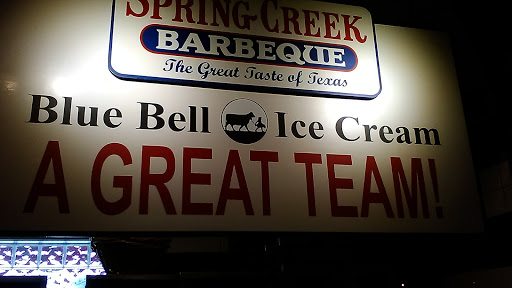 SPRING CREEK
BARBEQUE
The Great Taste of Texas
Blue Bell Ice Cream
A GREAT TEAM!